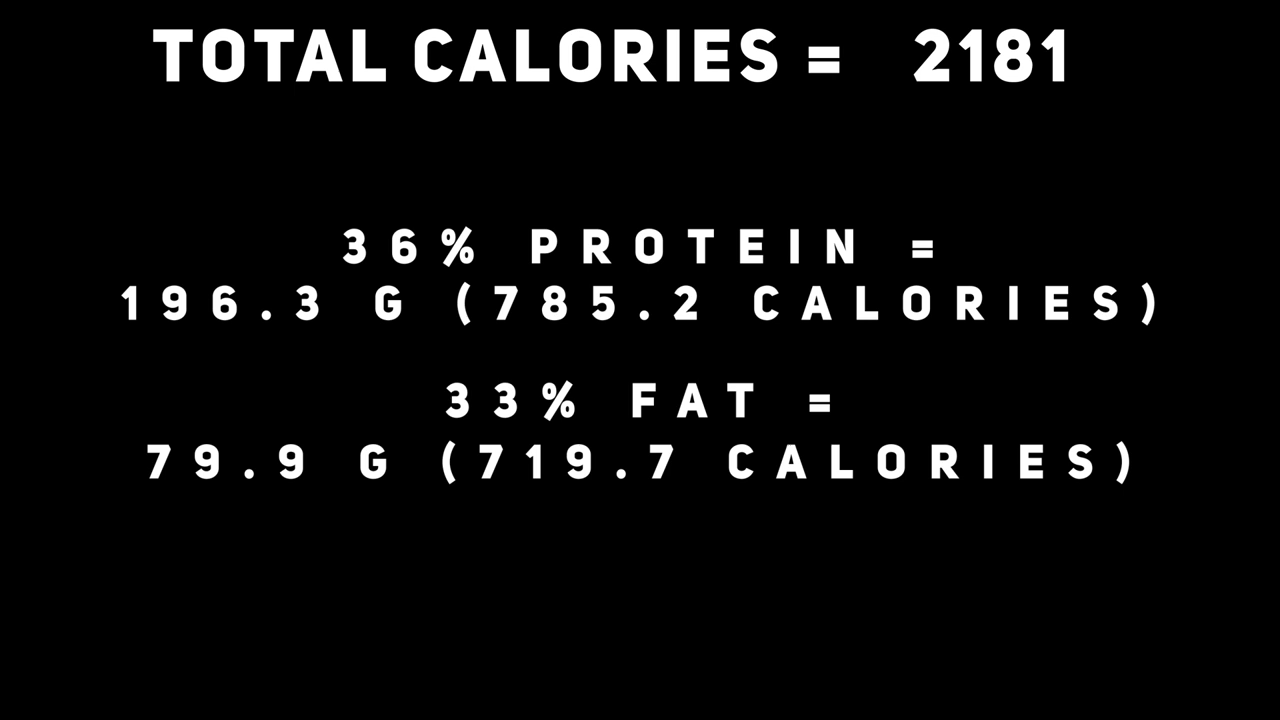 TOTAL CALORIES = 2181
36% PROTEIN =
196.3 G (785.2 CALORIES)
33% FAT =
79.9 G (719.7 CALORIES)